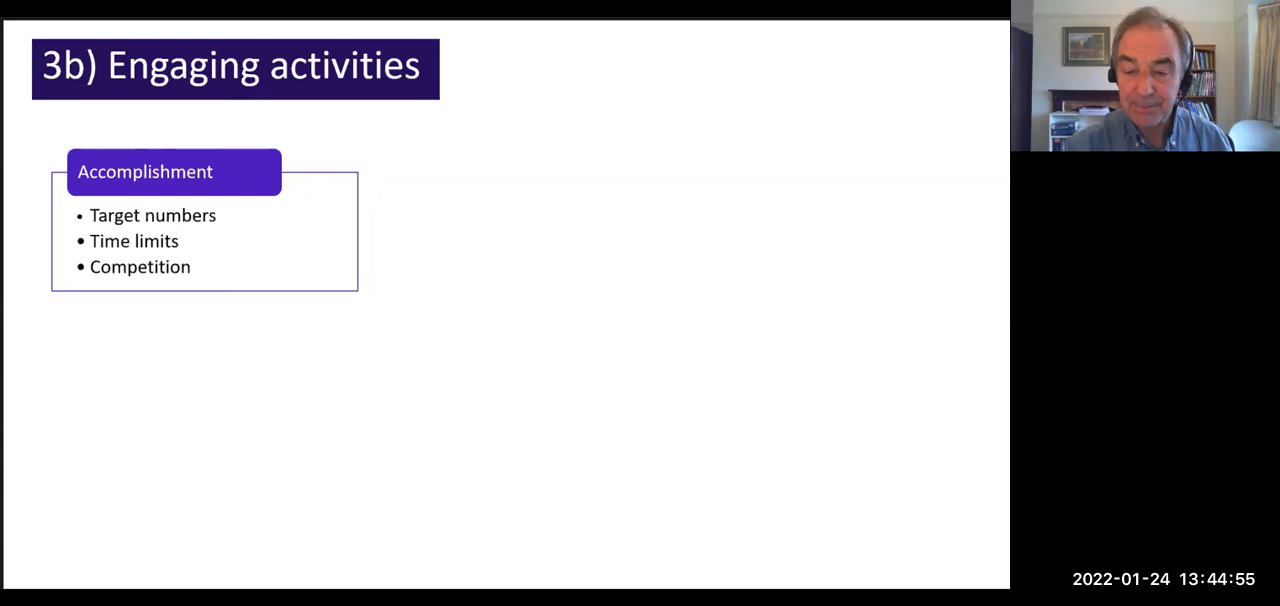 3b) Engaging activities
Accomplishment
• Target numbers
• Time limits
• Competition
2022-01-24 13:44:55